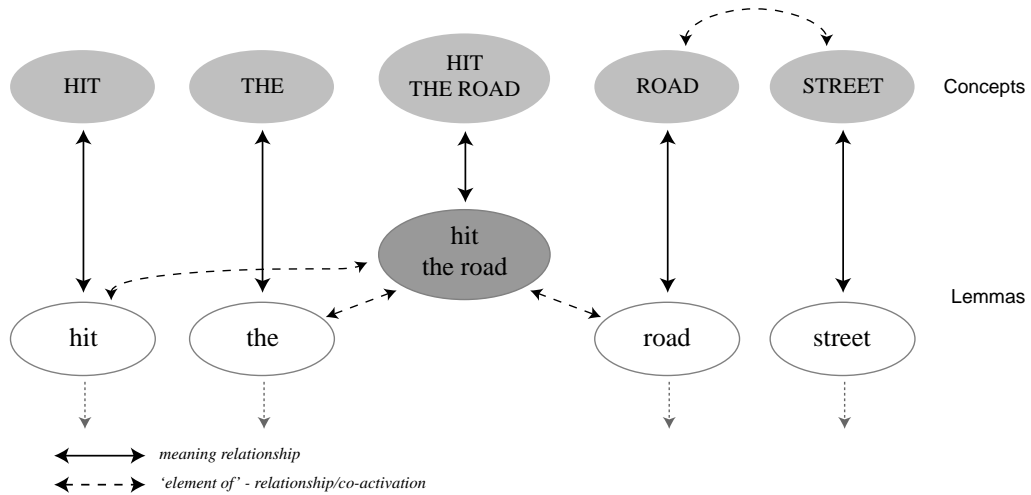 HIT
THE
HIT
THE ROAD
ROAD
STREET
Concepts
hit
the road
Lemmas
hit
the
road
street
meaning relationship
‘element of’ - relationship/co-activation